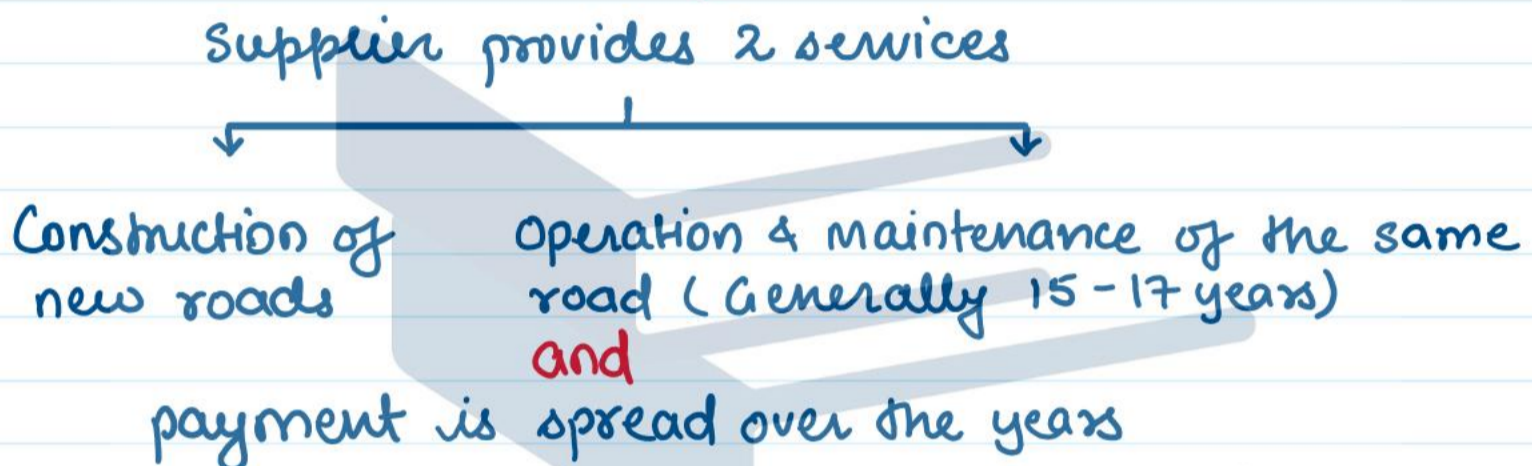 Supplier provides 2 services
Construction of
new roads
Operation & maintenance of the same
road (Generally 15-17 years)
and
payment is spread over the years